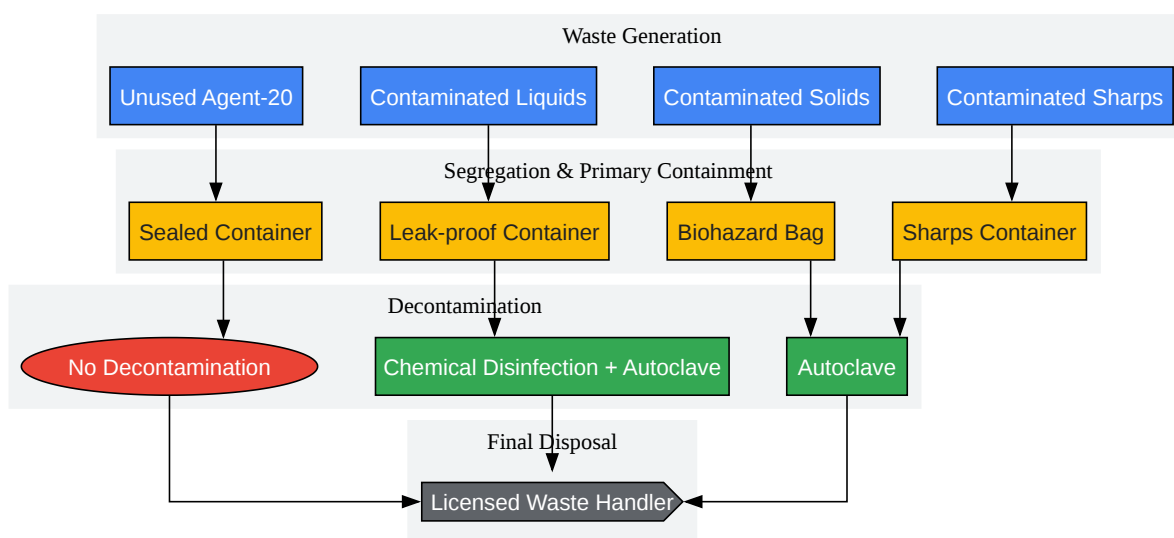 Waste Generation
Unused Agent-20
Contaminated Liquids
Contaminated Solids
Contaminated Sharps
Segregation & Primary Containment
Sealed Container
Leak-proof Container
Biohazard Bag
Sharps Container
Decontamination
No Decontamination
Chemical Disinfection + Autoclave
Autoclave
Final Disposal
Licensed Waste Handler